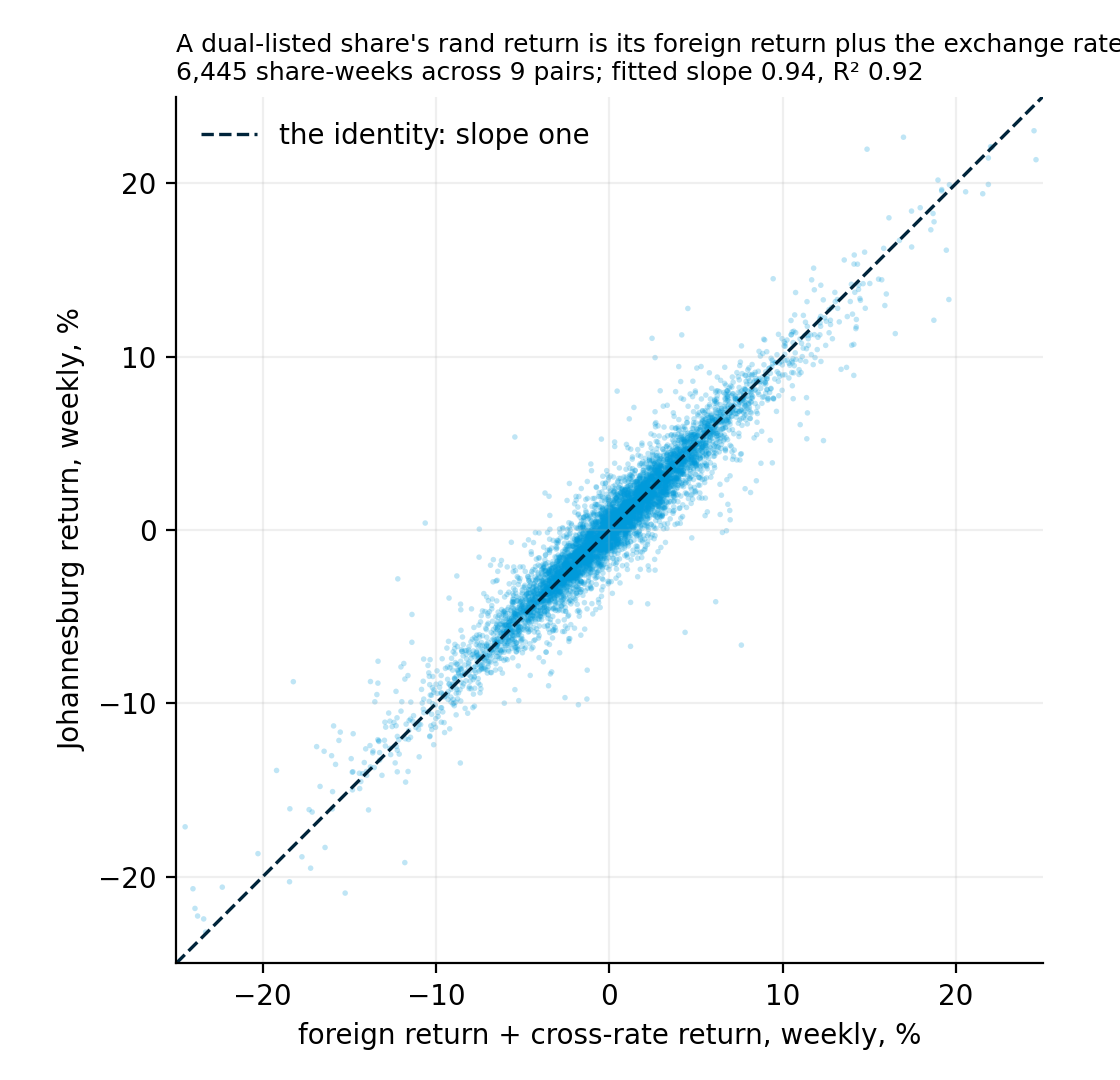 A dual-listed share's rand return is its foreign return plus the exchange rate
6,445 share-weeks across 9 pairs; fitted slope 0.94, R² 0.92
the identity: slope one
20
10
0
−10
−20
Johannesburg return, weekly, %
−20
−10
0
10
20
foreign return + cross-rate return, weekly, %